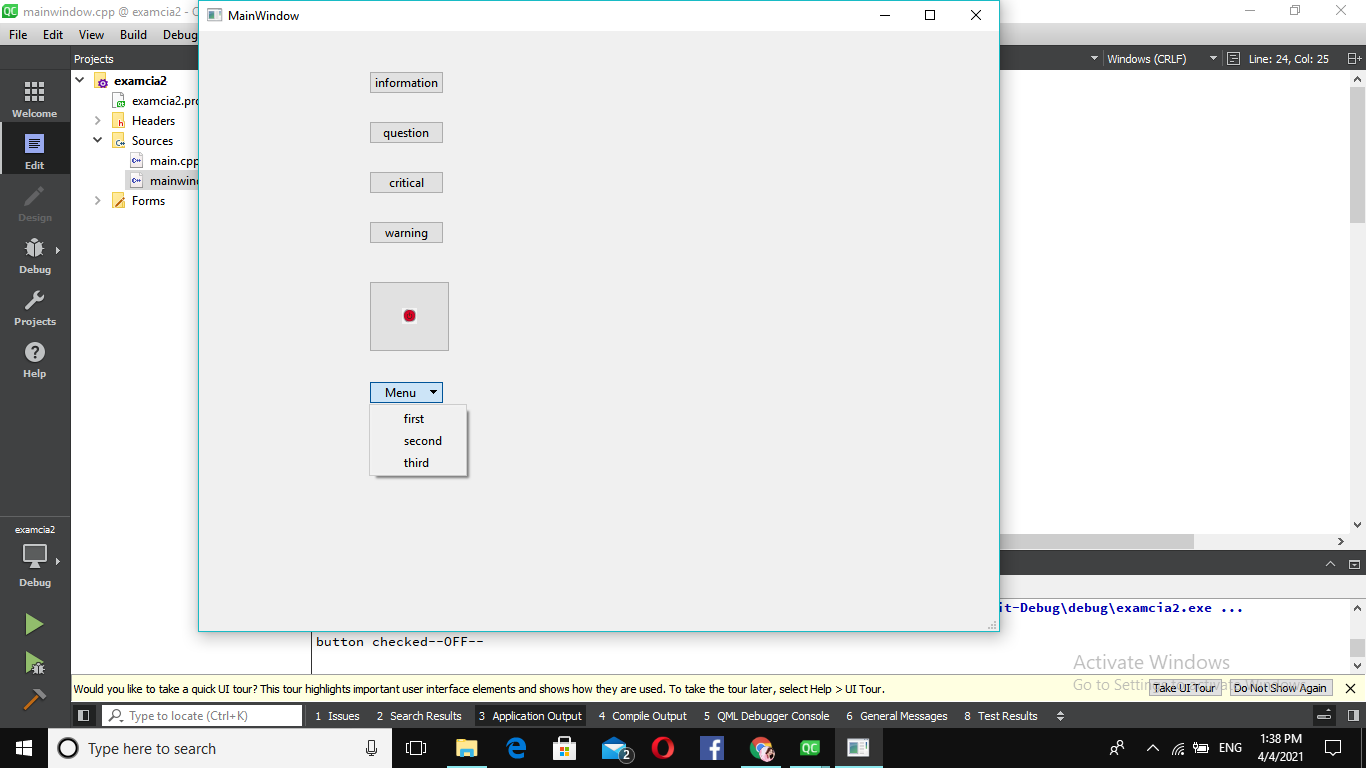 mainwindow.cpp @ examcia2 -
MainWindow
File Edit View Build Debug
Projects
Windows (CRLF)
Line: 24, Col: 25
examcia2
examcia2.pro
Headers
Sources
main.cpp
mainwin
Forms
Welcome
Edit
Design
Debug
Projects
Help
information
question
critical
warning
Menu
first
second
third
examcia2
Debug
it-Debug\debug\examcia2.exe ...
button checked--OFF--
Activate Windows
Go to Settings to activate Windows.
Would you like to take a quick UI tour? This tour highlights important user interface elements and shows how they are used. To take the tour later, select Help > UI Tour.
Take UI Tour
Do Not Show Again
Type to locate (Ctrl+K)
1 Issues
2 Search Results
3 Application Output
4 Compile Output
5 QML Debugger Console
6 General Messages
8 Test Results
Type here to search
2
QC
ENG
1:38 PM
4/4/2021